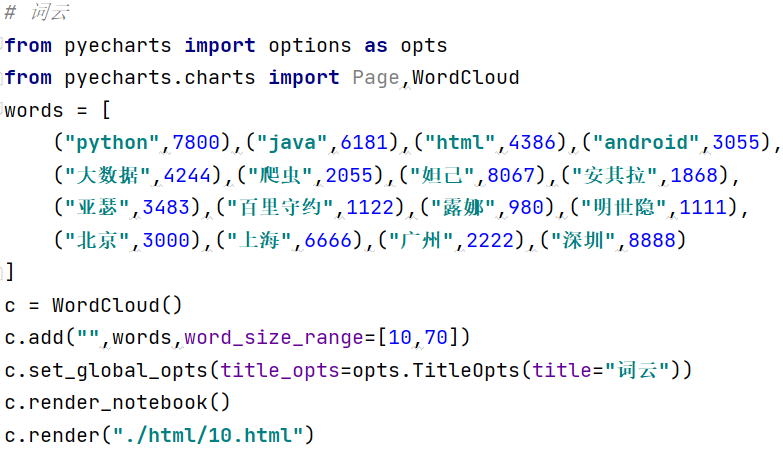 # 词云
from pyecharts import options as opts
from pyecharts.charts import Page,WordCloud
words = [
    ("python",7800),("java",6181),("html",4386),("android",3055),
    ("大数据",4244),("爬虫",2055),("妲己",8067),("安其拉",1868),
    ("亚瑟",3483),("百里守约",1122),("露娜",980),("明世隐",1111),
    ("北京",3000),("上海",6666),("广州",2222),("深圳",8888)
]
c = WordCloud()
c.add("",words,word_size_range=[10,70])
c.set_global_opts(title_opts=opts.TitleOpts(title="词云"))
c.render_notebook()
c.render("./html/10.html")